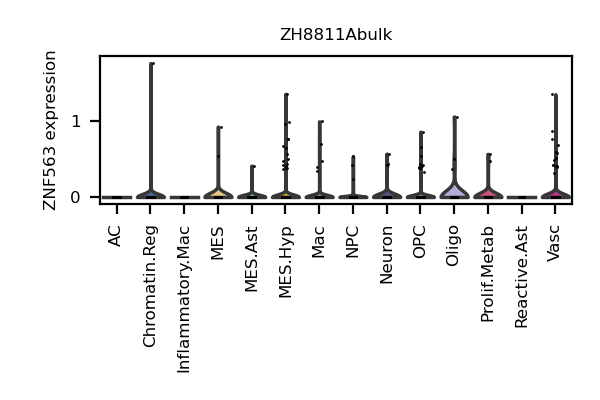 ZH8811Abulk
ZNF563 expression
1
0
AC
Chromatin.Reg
Inflammatory.Mac
MES
MES.Ast
MES.Hyp
Mac
NPC
Neuron
OPC
Oligo
Prolif.Metab
Reactive.Ast
Vasc